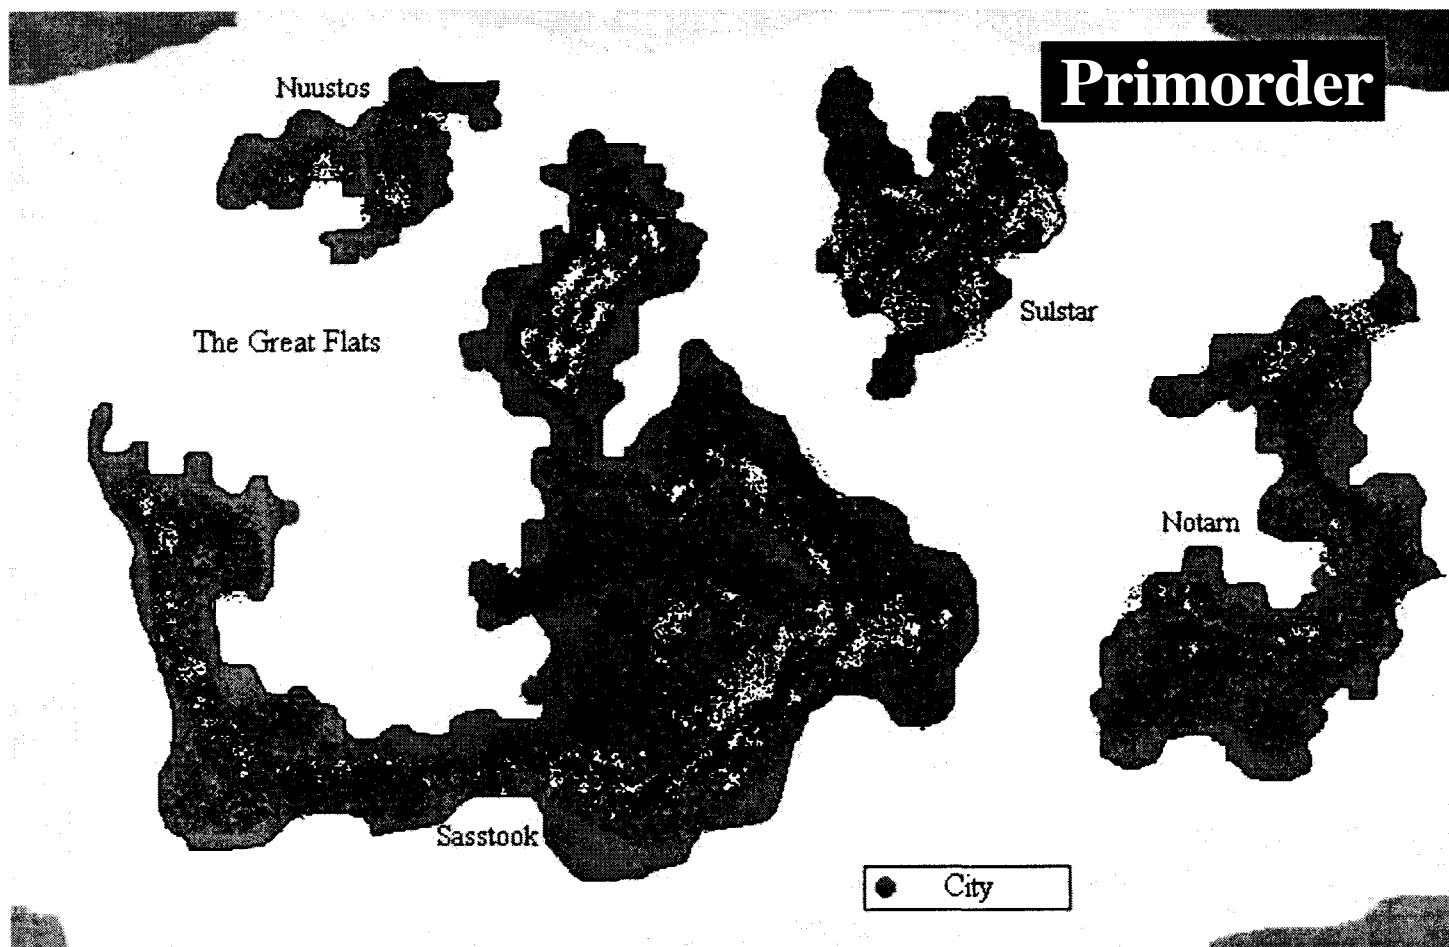 Primorder
Nuustos
Sulstar
The Great Flats
Notarn
Sasstook
City